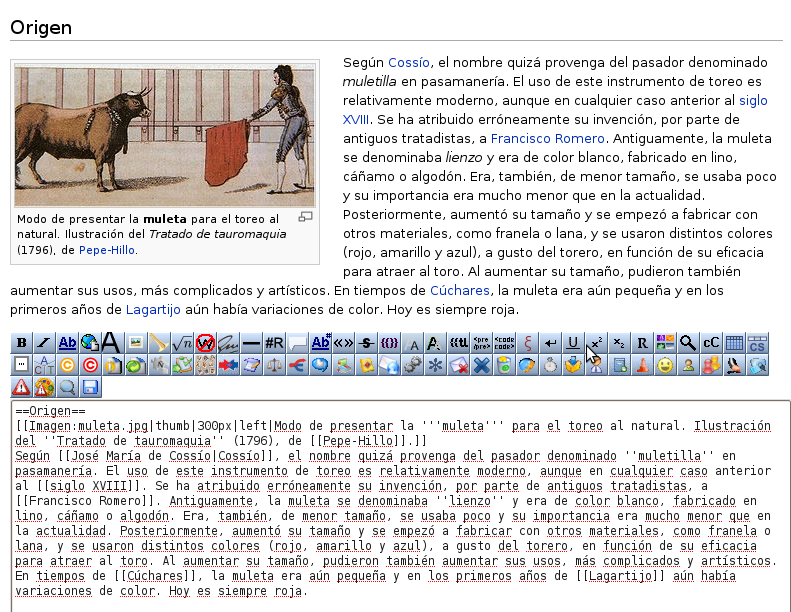 Origen
Según Cossío, el nombre quizá provenga del pasador denominado
muletilla en pasamanería. El uso de este instrumento de toreo es
relativamente moderno, aunque en cualquier caso anterior al siglo
XVIII. Se ha atribuido erróneamente su invención, por parte de
antiguos tratadistas, a Francisco Romero. Antiguamente, la muleta
se denominaba lienzo y era de color blanco, fabricado en lino,
cáñamo o algodón. Era, también, de menor tamaño, se usaba poco
y su importancia era mucho menor que en la actualidad.
Posteriormente, aumentó su tamaño y se empezó a fabricar con
otros materiales, como franela o lana, y se usaron distintos colores
(rojo, amarillo y azul), a gusto del torero, en función de su eficacia
para atraer al toro. Al aumentar su tamaño, pudieron también
aumentar sus usos, más complicados y artísticos. En tiempos de Cúchares, la muleta era aún pequeña y en los
primeros años de Lagartijo aún había variaciones de color. Hoy es siempre roja.
Modo de presentar la muleta para el toreo al
natural. Ilustración del Tratado de tauromaquia
(1796), de Pepe-Hillo.
B I Ab A √n W #R Ab «» S {{}} A A. {{tl <pre /pre> <code> U x² x₂ R cC CS
==Origen==
[[Imagen:muleta.jpg|thumb|300px|left|Modo de presentar la '''muleta''' para el toreo al natural. Ilustración
del ''Tratado de tauromaquia'' (1796), de [[Pepe-Hillo]].]]
Según [[José María de Cossío|Cossío]], el nombre quizá provenga del pasador denominado ''muletilla'' en
pasamanería. El uso de este instrumento de toreo es relativamente moderno, aunque en cualquier caso anterior
al [[siglo XVIII]]. Se ha atribuido erróneamente su invención, por parte de antiguos tratadistas, a
[[Francisco Romero]]. Antiguamente, la muleta se denominaba ''lienzo'' y era de color blanco, fabricado en
lino, cáñamo o algodón. Era, también, de menor tamaño, se usaba poco y su importancia era mucho menor que en
la actualidad. Posteriormente, aumentó su tamaño y se empezó a fabricar con otros materiales, como franela o
lana, y se usaron distintos colores (rojo, amarillo y azul), a gusto del torero, en función de su eficacia
para atraer al toro. Al aumentar su tamaño, pudieron también aumentar sus usos, más complicados y artísticos.
En tiempos de [[Cúchares]], la muleta era aún pequeña y en los primeros años de [[Lagartijo]] aún había
variaciones de color. Hoy es siempre roja.